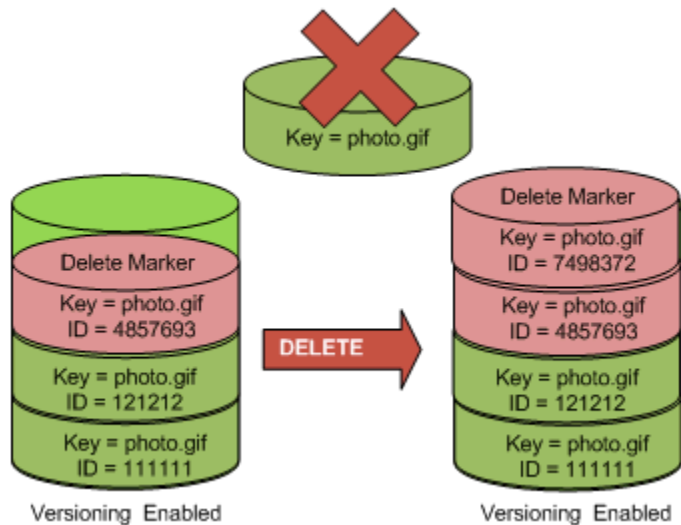 Key = photo.gif
Delete Marker
Key = photo.gif
ID = 4857693
Key = photo.gif
ID = 121212
Key = photo.gif
ID = 111111
Versioning Enabled
DELETE
Delete Marker
Key = photo.gif
ID = 7498372
Key = photo.gif
ID = 4857693
Key = photo.gif
ID = 121212
Key = photo.gif
ID = 111111
Versioning Enabled